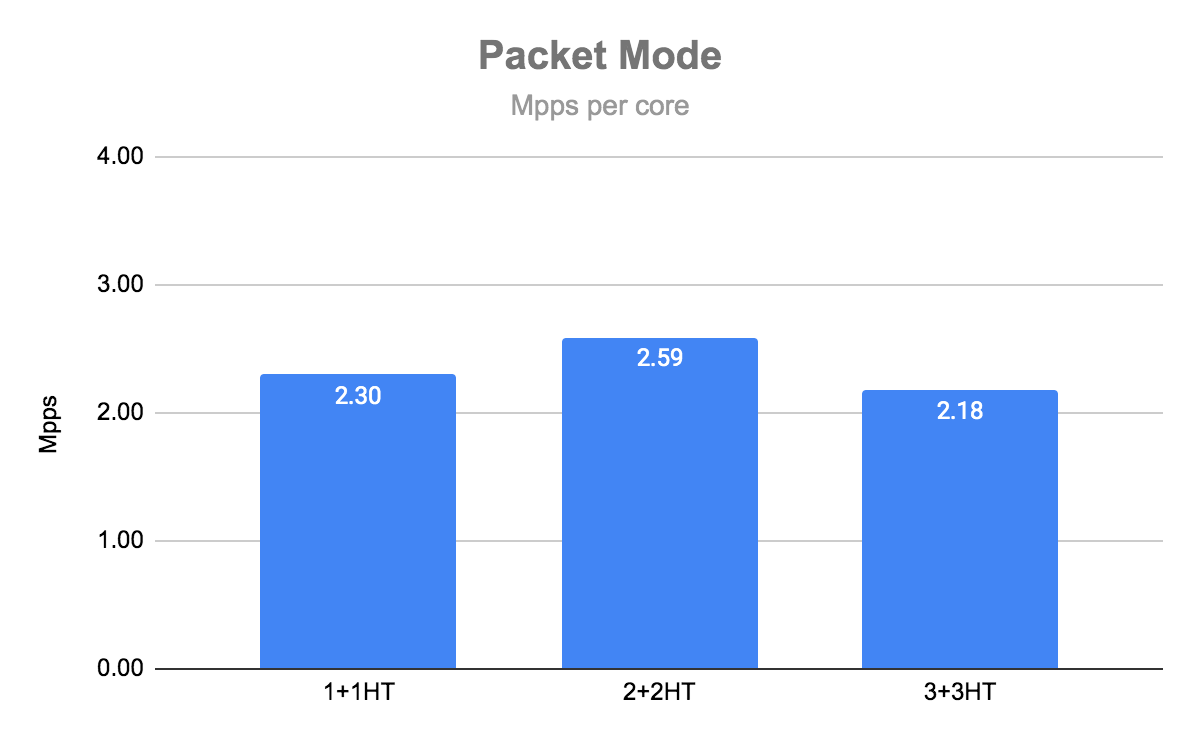 Packet Mode
Mpps per core
4.00
3.00
2.00
1.00
0.00
Mpps
2.30
2.59
2.18
1+1HT
2+2HT
3+3HT